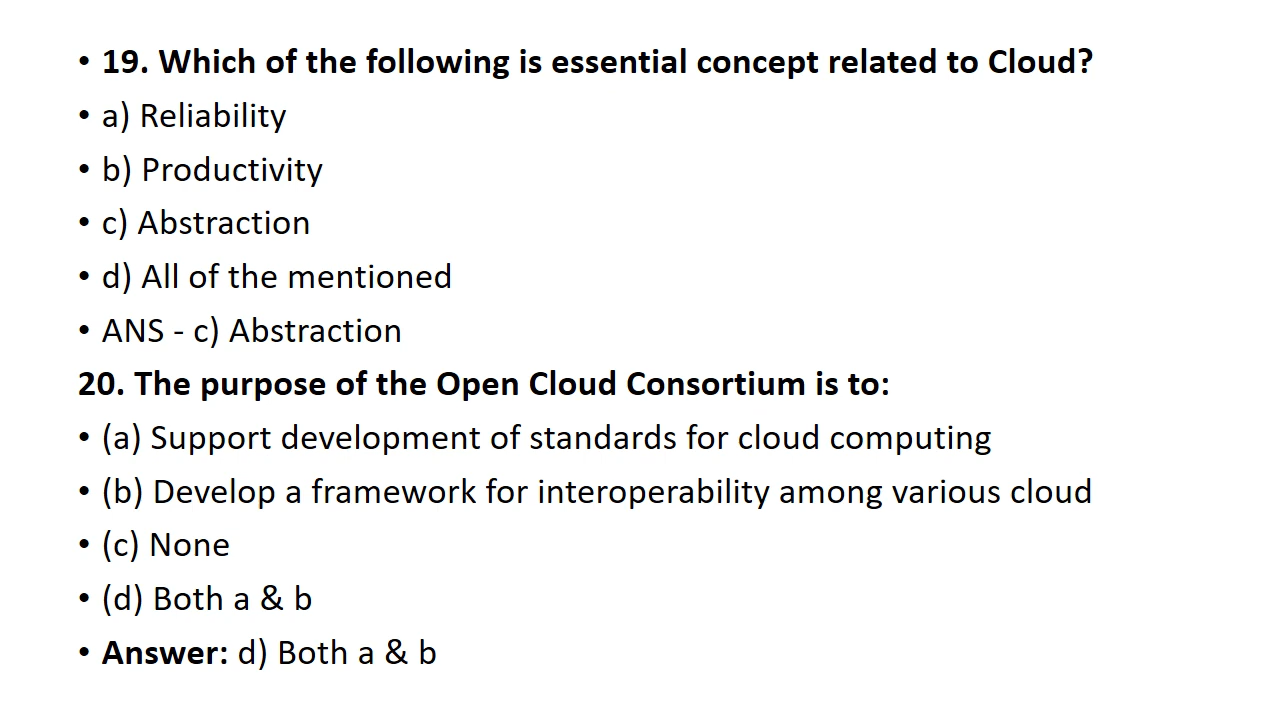 • 19. Which of the following is essential concept related to Cloud?
• a) Reliability
• b) Productivity
• c) Abstraction
• d) All of the mentioned
• ANS - c) Abstraction
20. The purpose of the Open Cloud Consortium is to:
• (a) Support development of standards for cloud computing
• (b) Develop a framework for interoperability among various cloud
• (c) None
• (d) Both a & b
• Answer: d) Both a & b